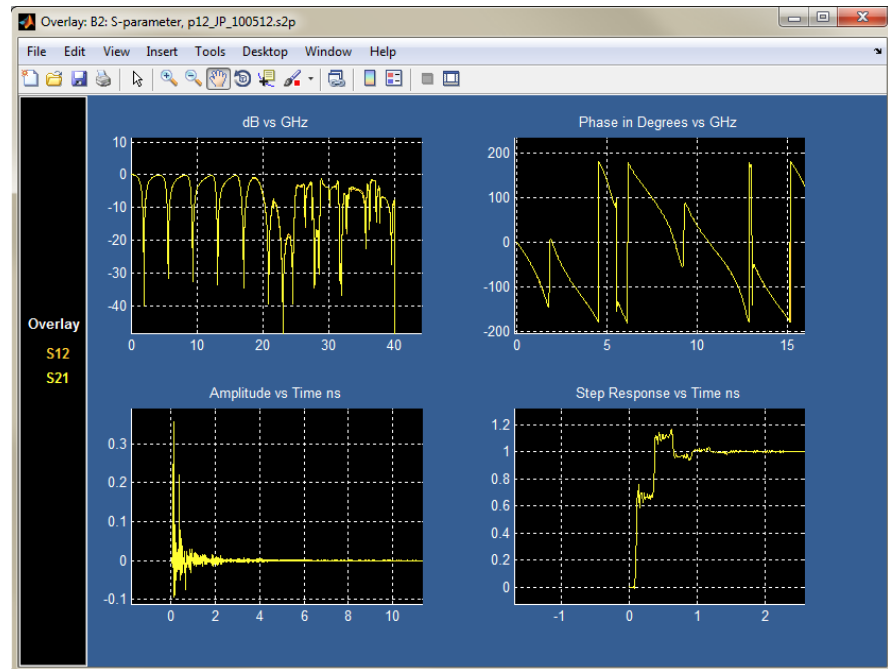 Overlay: B2: S-parameter, p12_JP_100512.s2p
File Edit View Insert Tools Desktop Window Help
dB vs GHz
10
0
-10
-20
-30
-40
0 10 20 30 40
Phase in Degrees vs GHz
200
100
0
-100
-200
0 5 10 15
Overlay
S12
S21
Amplitude vs Time ns
0.3
0.2
0.1
0
-0.1
0 2 4 6 8 10
Step Response vs Time ns
1.2
1
0.8
0.6
0.4
0.2
0
-1 0 1 2